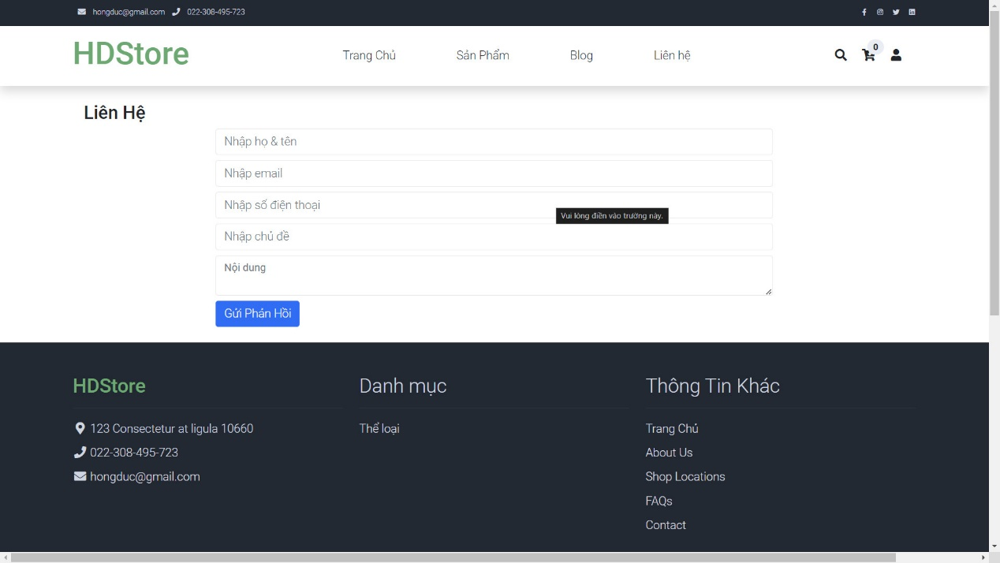 hongduc@gmail.com 022-308-495-723
HDStore
Trang Chủ Sản Phẩm Blog Liên hệ
0
Liên Hệ
Nhập họ & tên
Nhập email
Nhập số điện thoại
Vui lòng điền vào trường này.
Nhập chủ đề
Nội dung
Gửi Phản Hồi
HDStore
123 Consectetur at ligula 10660
022-308-495-723
hongduc@gmail.com
Danh mục
Thể loại
Thông Tin Khác
Trang Chủ
About Us
Shop Locations
FAQs
Contact